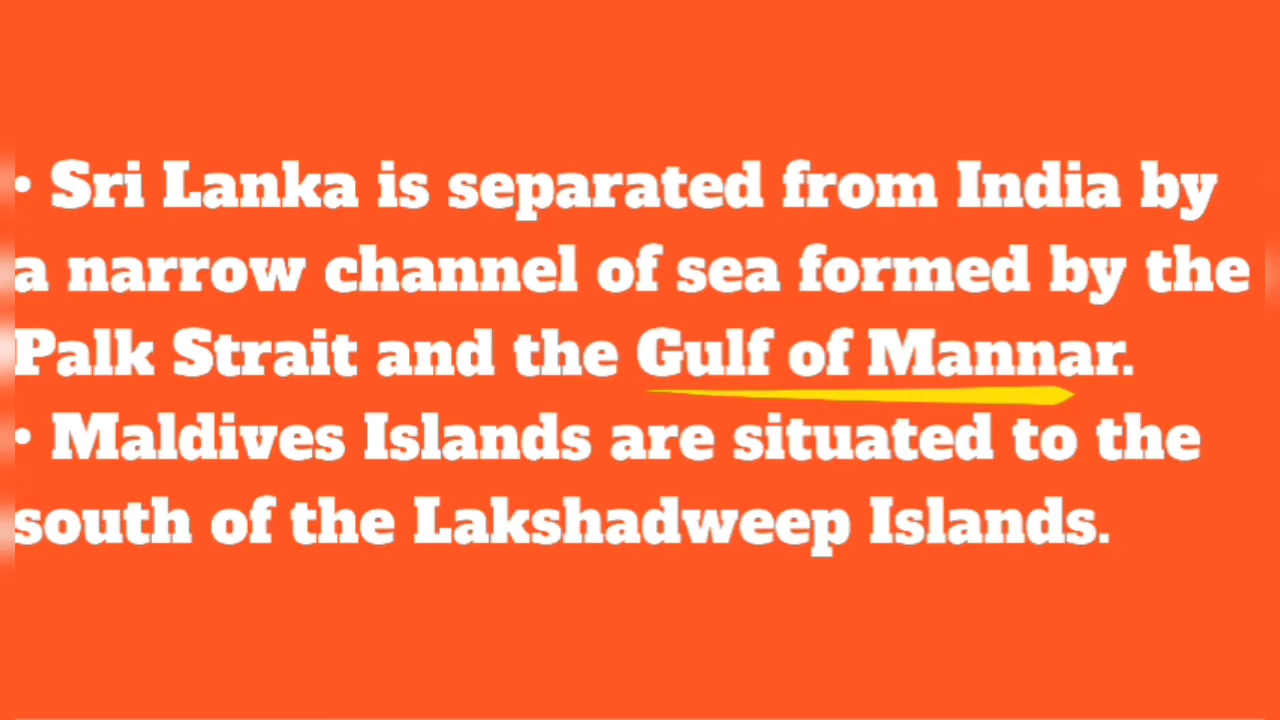 • Sri Lanka is separated from India by
a narrow channel of sea formed by the
Palk Strait and the Gulf of Mannar.
• Maldives Islands are situated to the
south of the Lakshadweep Islands.